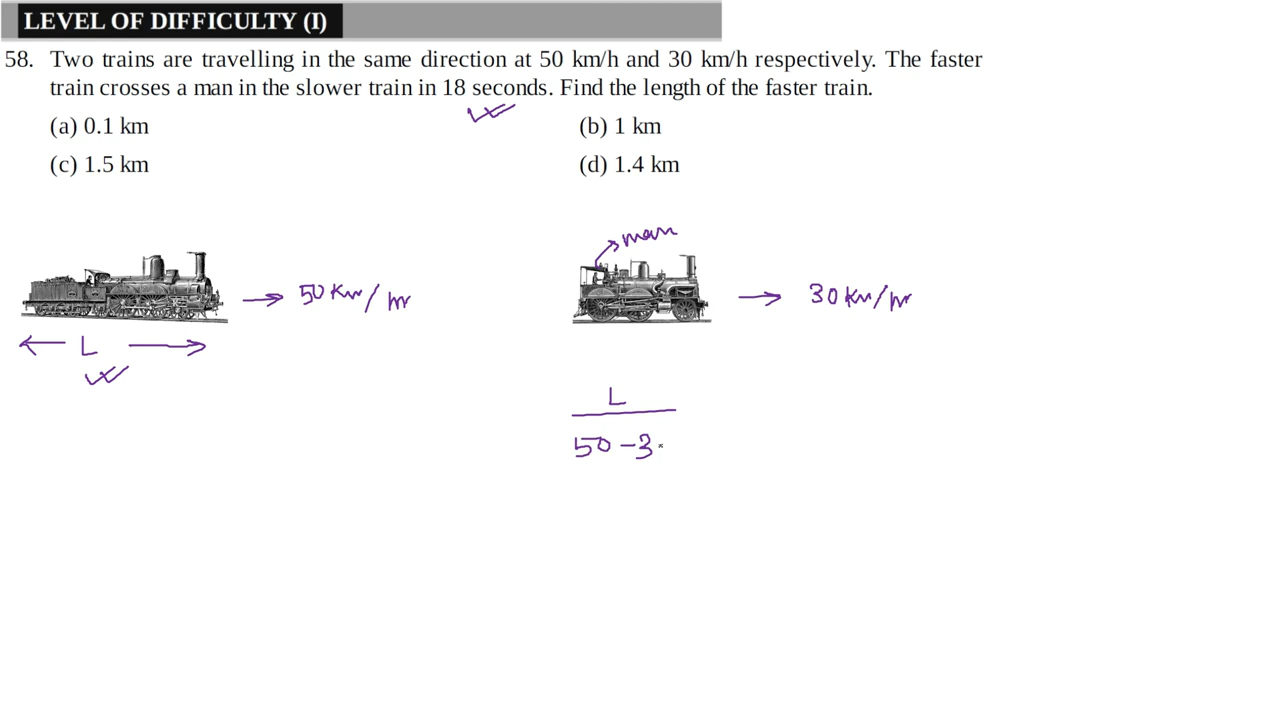 LEVEL OF DIFFICULTY (I)
58. Two trains are travelling in the same direction at 50 km/h and 30 km/h respectively. The faster
train crosses a man in the slower train in 18 seconds. Find the length of the faster train.
(a) 0.1 km (b) 1 km
(c) 1.5 km (d) 1.4 km
man
50 Km/hr 30 Km/hr
L
L
50 - 3